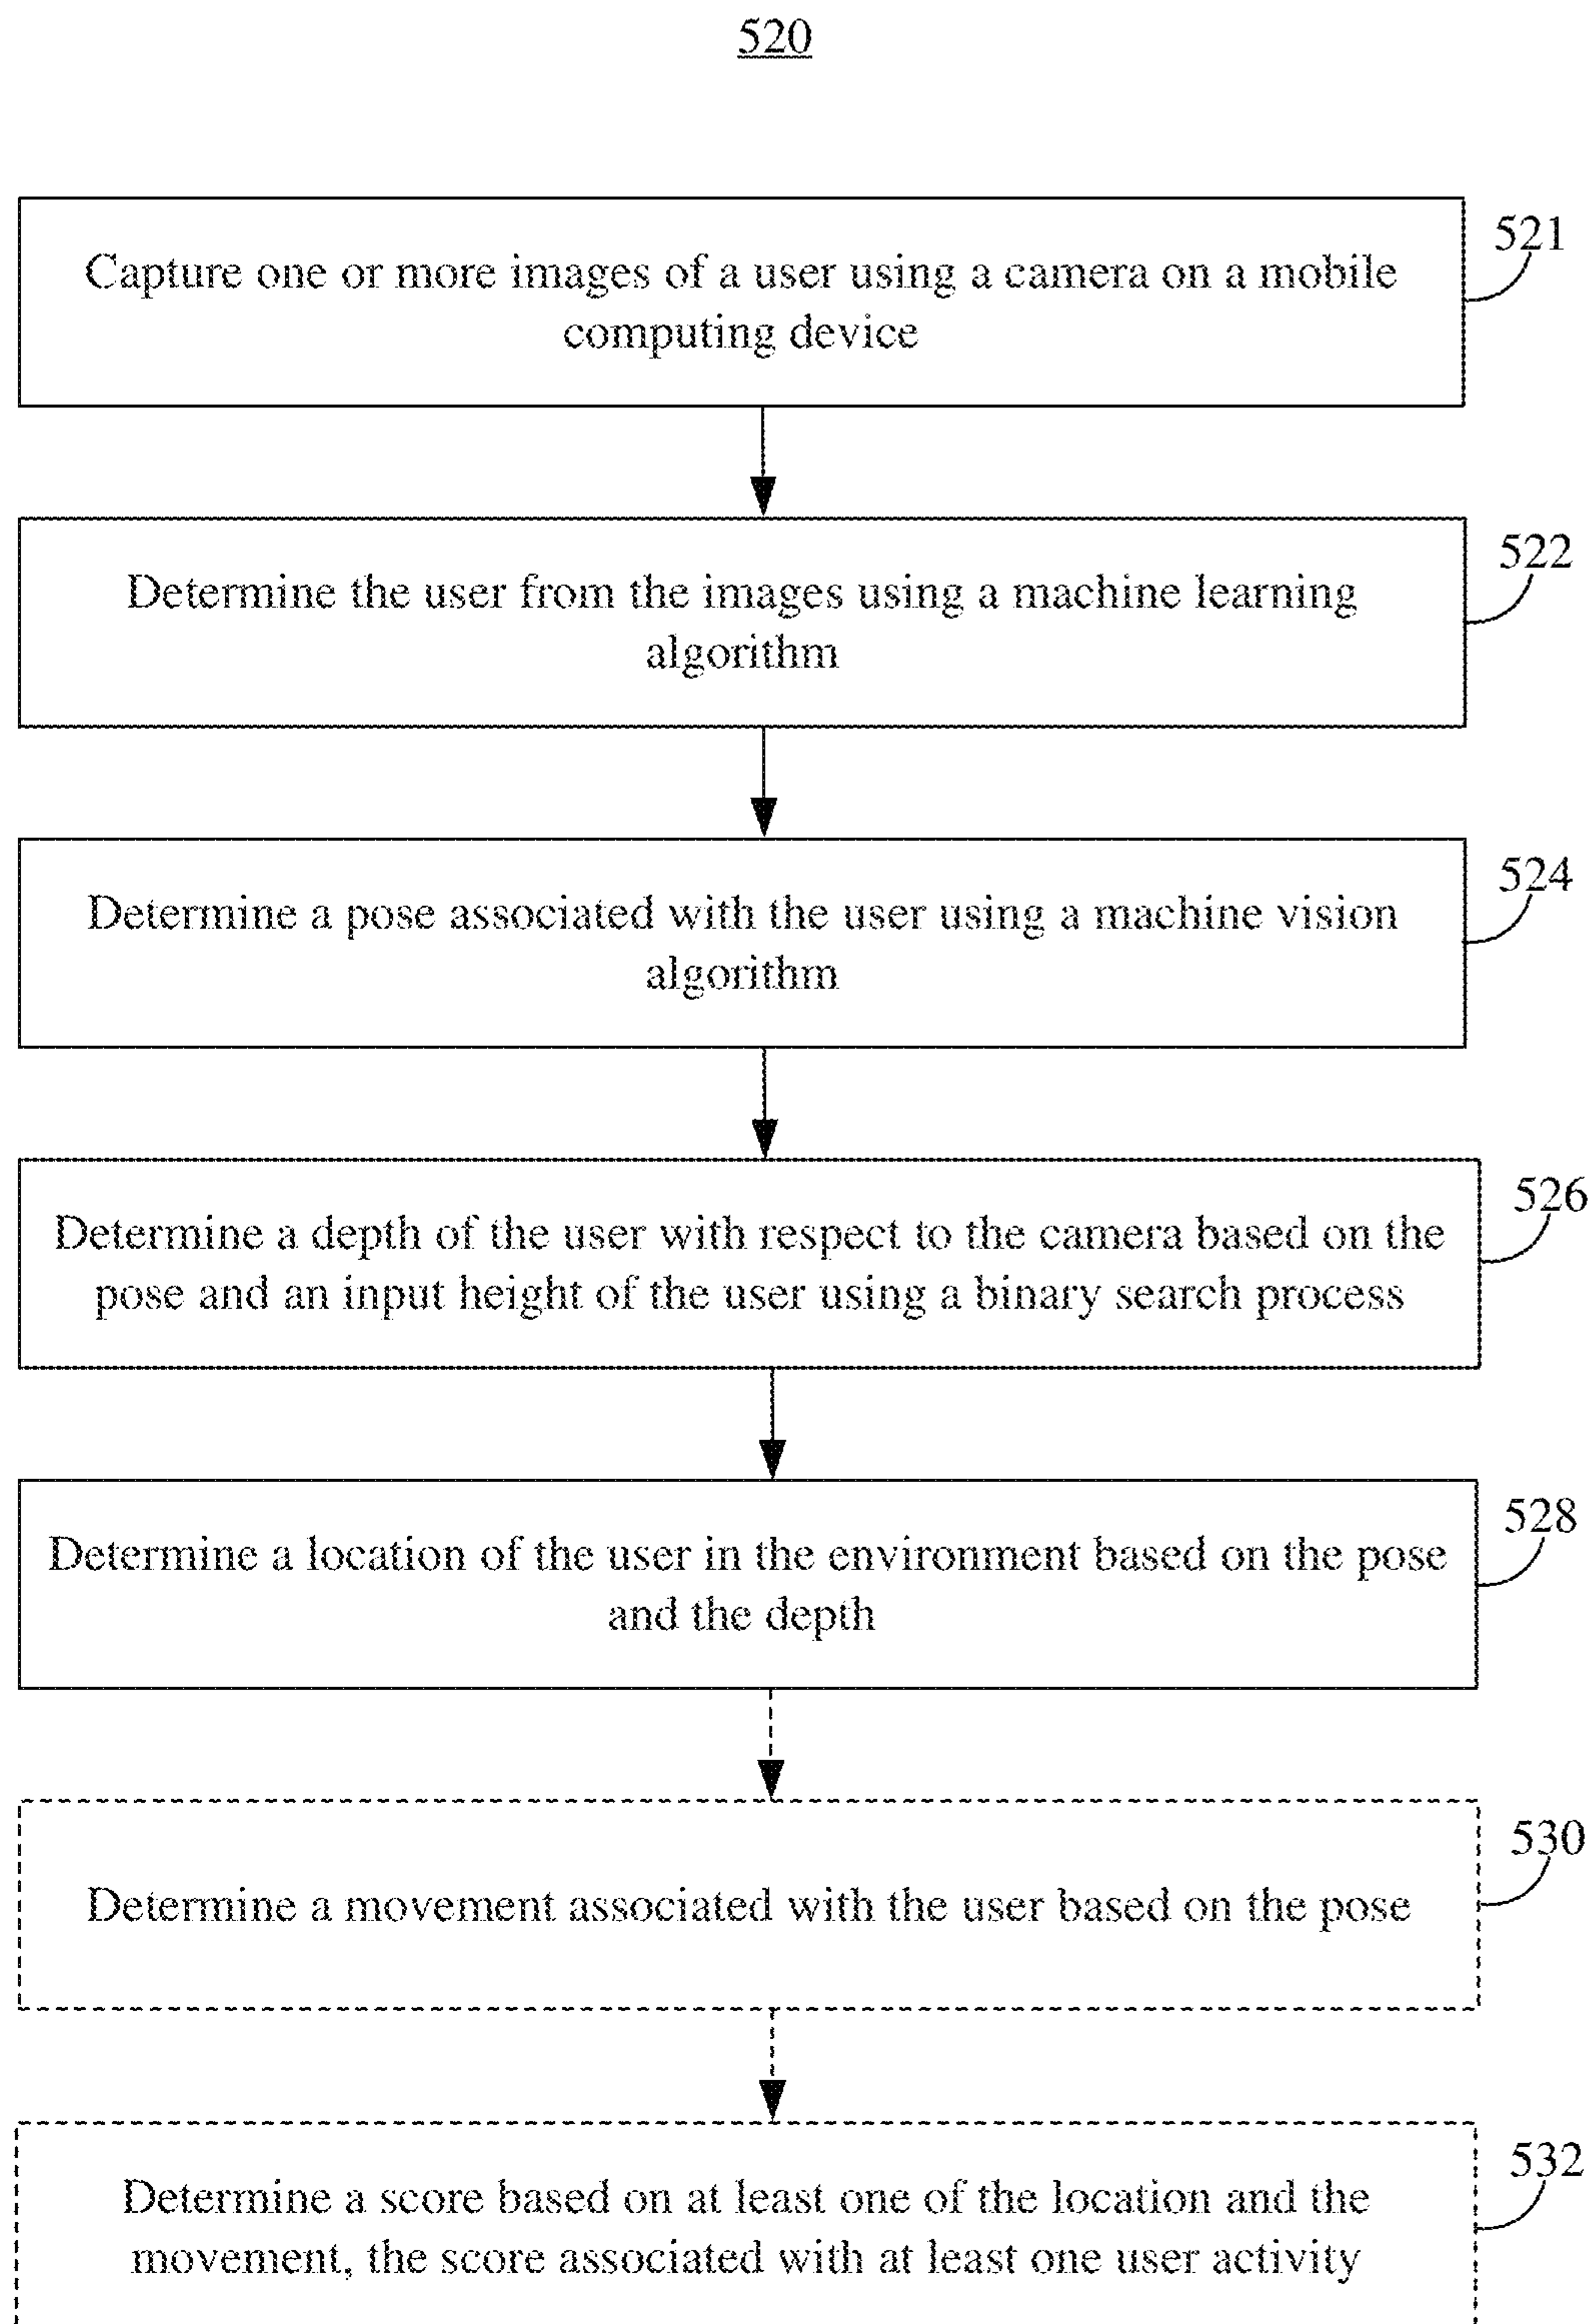 520
521
Capture one or more images of a user using a camera on a mobile
computing device
522
Determine the user from the images using a machine learning
algorithm
524
Determine a pose associated with the user using a machine vision
algorithm
526
Determine a depth of the user with respect to the camera based on the
pose and an input height of the user using a binary search process
528
Determine a location of the user in the environment based on the pose
and the depth
530
Determine a movement associated with the user based on the pose
532
Determine a score based on at least one of the location and the
movement, the score associated with at least one user activity